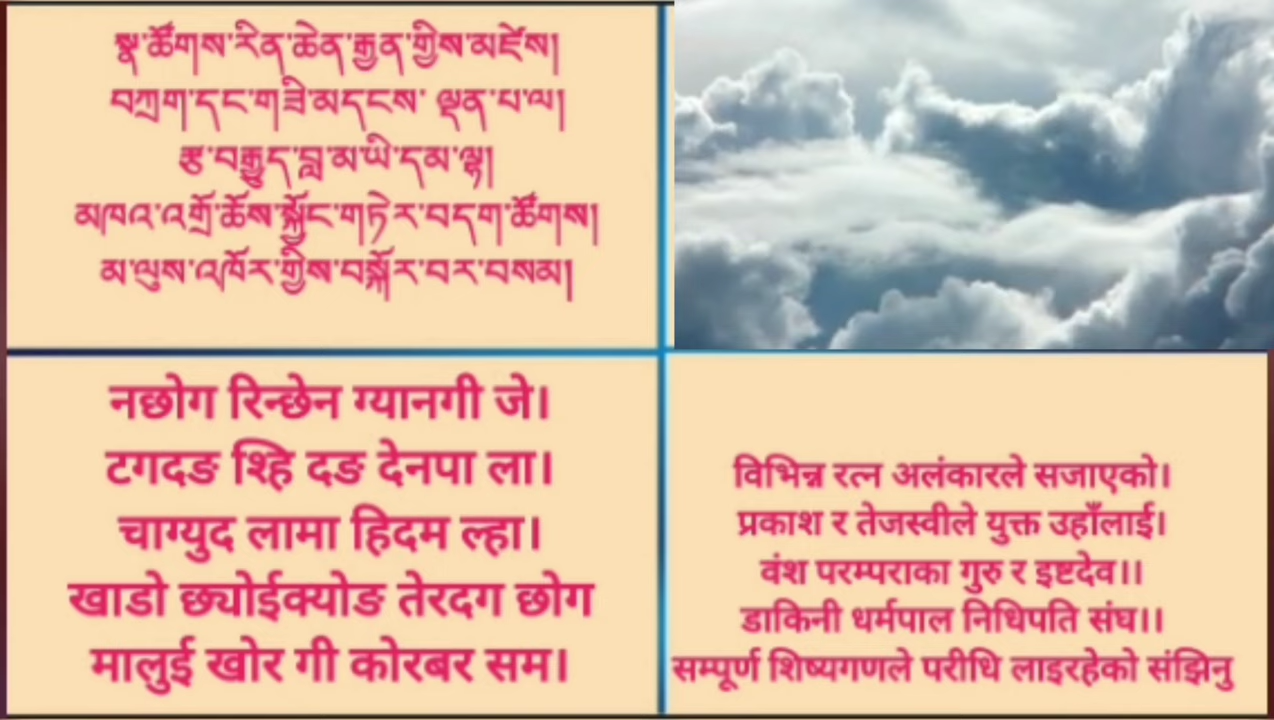 སྣ་ཚོགས་རིན་ཆེན་རྒྱན་གྱིས་མཛེས།
བཀྲག་དང་གཟི་མདངས་ ལྡན་པ་ལ།
རྩ་བརྒྱུད་བླ་མ་ཡི་དམ་ལྷ།
མཁའ་འགྲོ་ཆོས་སྐྱོང་གཏེར་བདག་ཚོགས།
མ་ལུས་འཁོར་གྱིས་བསྐོར་བར་བསམ།
नछोग रिन्छेन ग्यानगी जे।
टगदङ श्हि दङ देनपा ला।
चाग्युद लामा हिदम ल्हा।
खाडो छ्योईक्योङ तेरदग छोग
मालुई खोर गी कोरबर सम।
विभिन्न रत्न अलंकारले सजाएको।
प्रकाश र तेजस्वीले युक्त उहाँलाई।
वंश परम्पराका गुरु र इष्टदेव।।
डाकिनी धर्मपाल निधिपति संघ।।
सम्पूर्ण शिष्यगणले परीधि लाइरहेको संझिनु